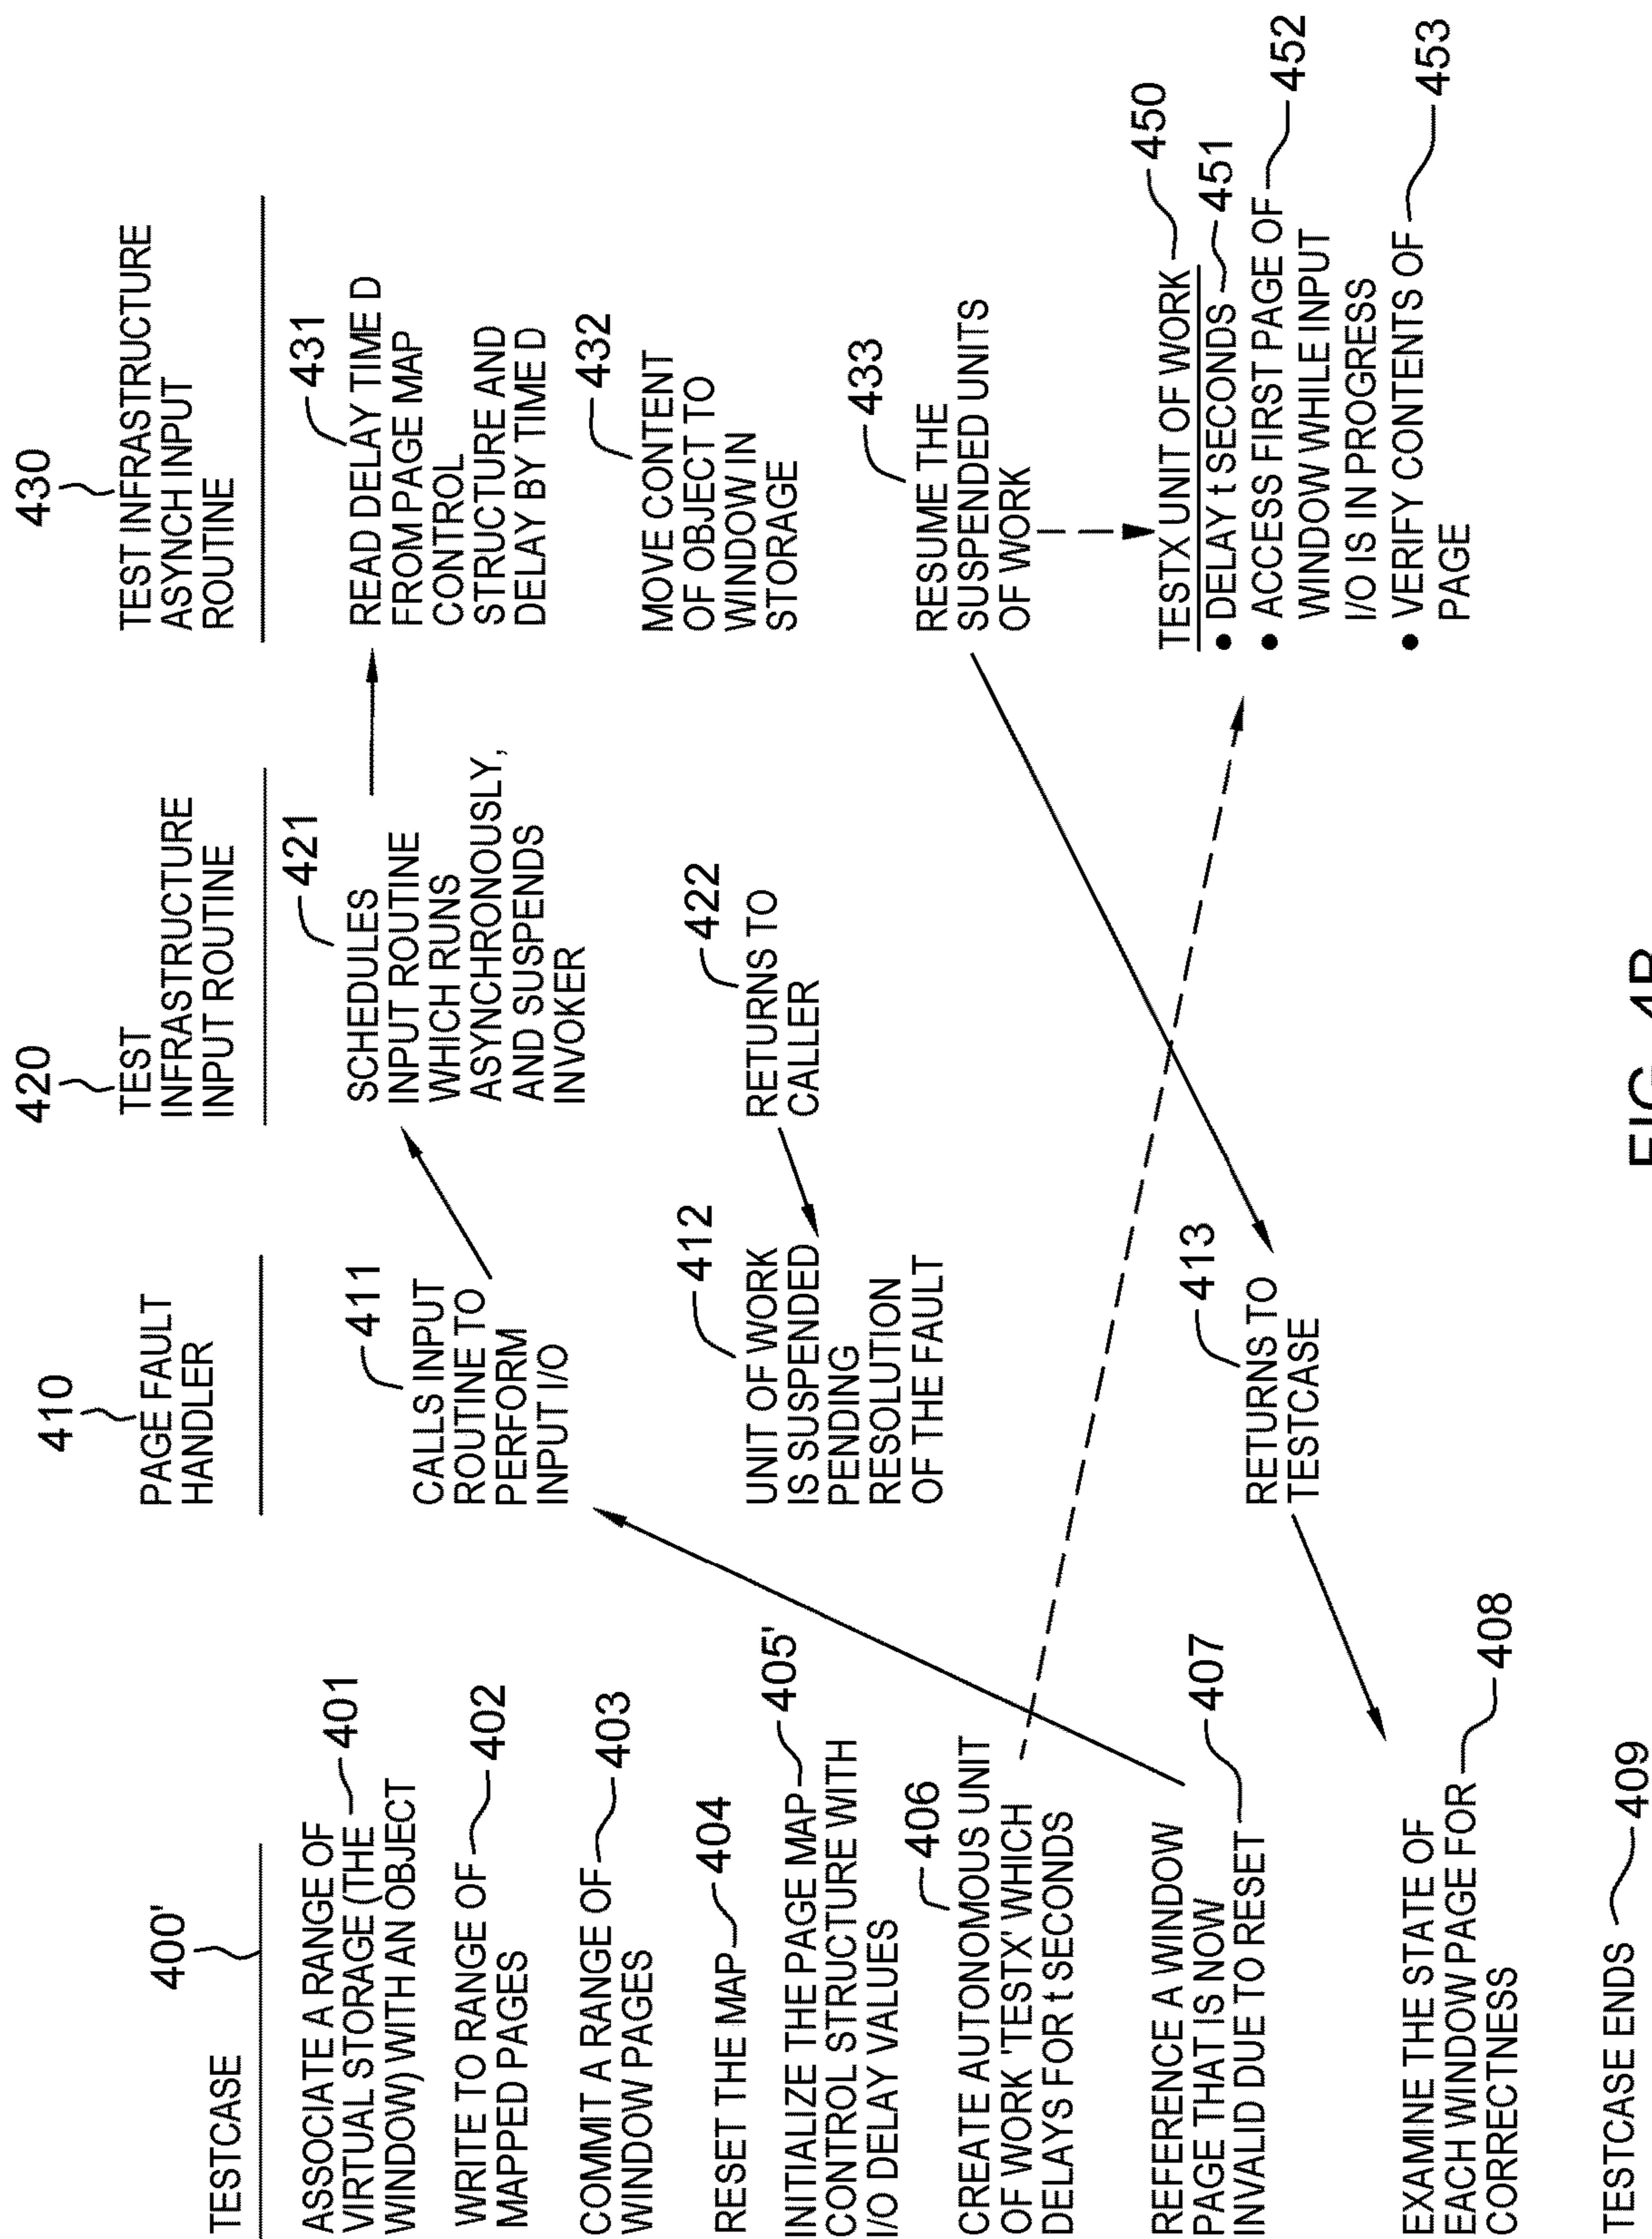 400'
TESTCASE
ASSOCIATE A RANGE OF
VIRTUAL STORAGE (THE
WINDOW) WITH AN OBJECT
401
WRITE TO RANGE OF
MAPPED PAGES
402
COMMIT A RANGE OF
WINDOW PAGES
403
RESET THE MAP
404
INITIALIZE THE PAGE MAP
CONTROL STRUCTURE WITH
I/O DELAY VALUES
405'
406
CREATE AUTONOMOUS UNIT
OF WORK 'TESTX' WHICH
DELAYS FOR t SECONDS
REFERENCE A WINDOW
PAGE THAT IS NOW
INVALID DUE TO RESET
407
EXAMINE THE STATE OF
EACH WINDOW PAGE FOR
CORRECTNESS
408
TESTCASE ENDS
409
410
PAGE FAULT
HANDLER
411
CALLS INPUT
ROUTINE TO
PERFORM
INPUT I/O
412
UNIT OF WORK
IS SUSPENDED
PENDING
RESOLUTION
OF THE FAULT
413
RETURNS TO
TESTCASE
420
TEST
INFRASTRUCTURE
INPUT ROUTINE
421
SCHEDULES
INPUT ROUTINE
WHICH RUNS
ASYNCHRONOUSLY,
AND SUSPENDS
INVOKER
422
RETURNS TO
CALLER
430
TEST INFRASTRUCTURE
ASYNCH INPUT
ROUTINE
431
READ DELAY TIME D
FROM PAGE MAP
CONTROL
STRUCTURE AND
DELAY BY TIME D
432
MOVE CONTENT
OF OBJECT TO
WINDOW IN
STORAGE
433
RESUME THE
SUSPENDED UNITS
OF WORK
TESTX UNIT OF WORK
450
• DELAY t SECONDS
451
• ACCESS FIRST PAGE OF
WINDOW WHILE INPUT
I/O IS IN PROGRESS
452
• VERIFY CONTENTS OF
PAGE
453
FIG. 4B